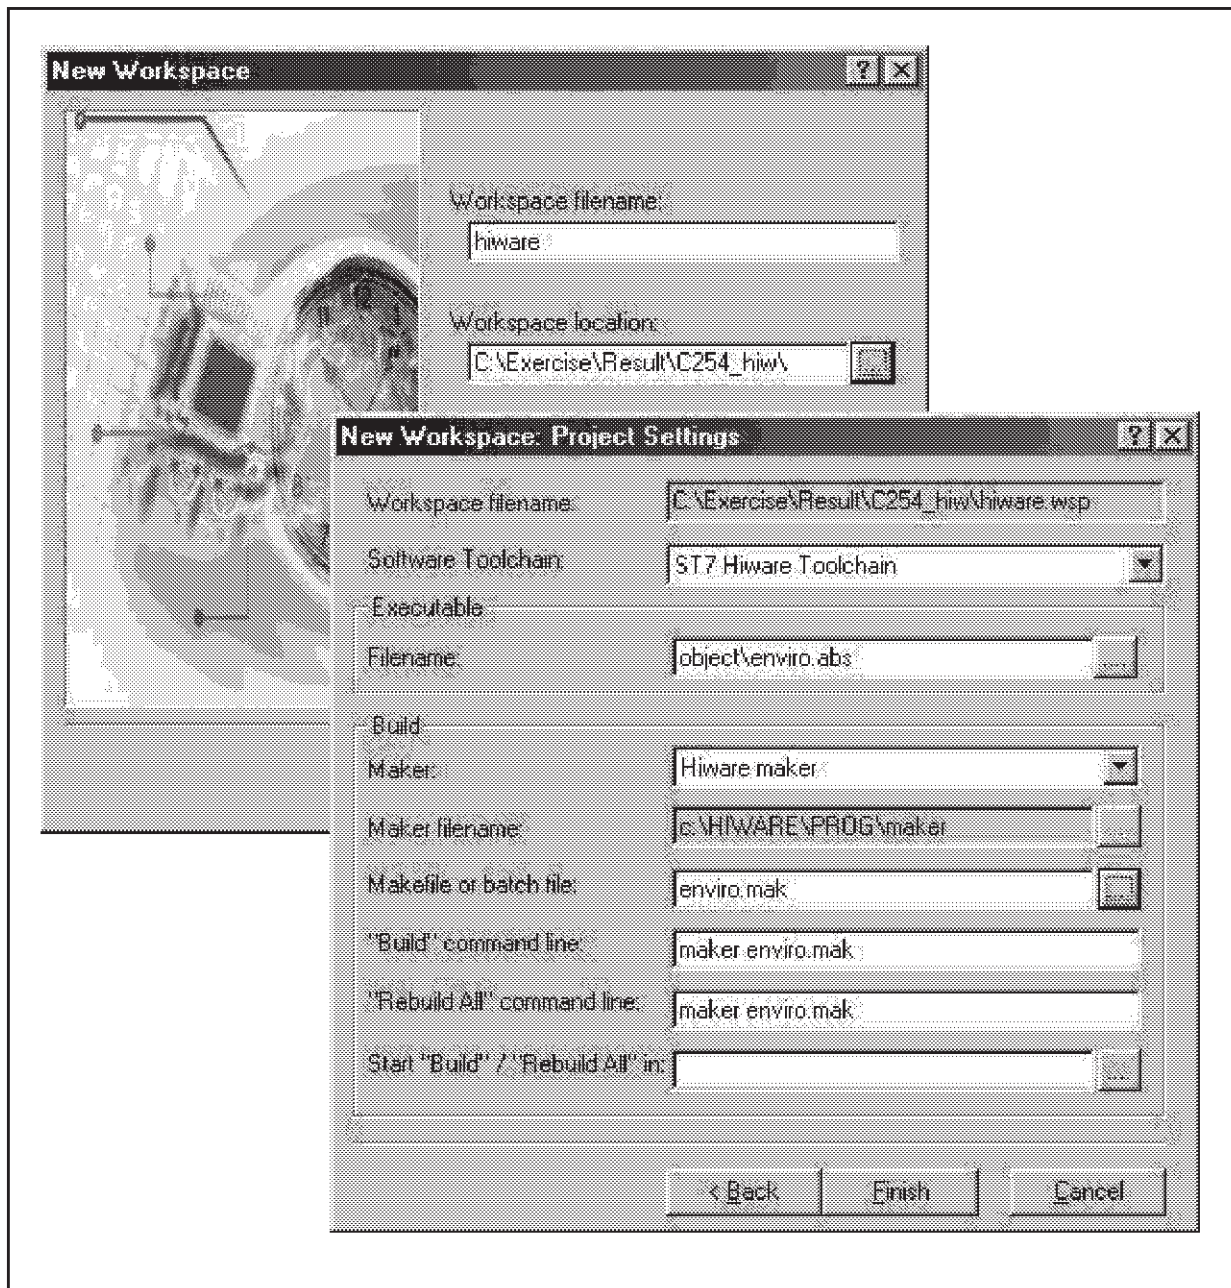 New Workspace
Workspace filename:
hiware
Workspace location:
C:\Exercise\Result\C254_hiw\
...
New Workspace: Project Settings
Workspace filename: C:\Exercise\Result\C254_hiw\hiware.wsp
Software Toolchain: ST7 Hiware Toolchain
Executable
Filename: object\enviro.abs ...
Build
Maker: Hiware maker
Maker filename: c:\HIWARE\PROG\maker ...
Makefile or batch file: enviro.mak ...
"Build" command line: maker enviro.mak
"Rebuild All" command line: maker enviro.mak
Start "Build" / "Rebuild All" in: ...
< Back Finish Cancel